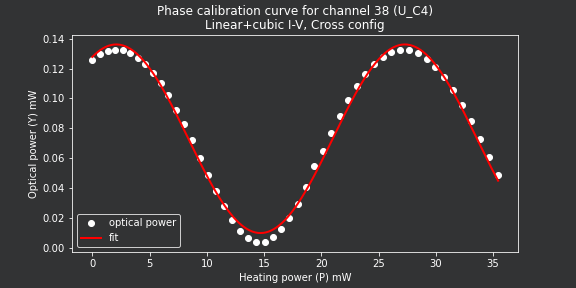 Phase calibration curve for channel 38 (U_C4)
Linear+cubic I-V, Cross config
Optical power (Y) mW
0.14
0.12
0.10
0.08
0.06
0.04
0.02
0.00
optical power
fit
0
5
10
15
20
25
30
35
Heating power (P) mW